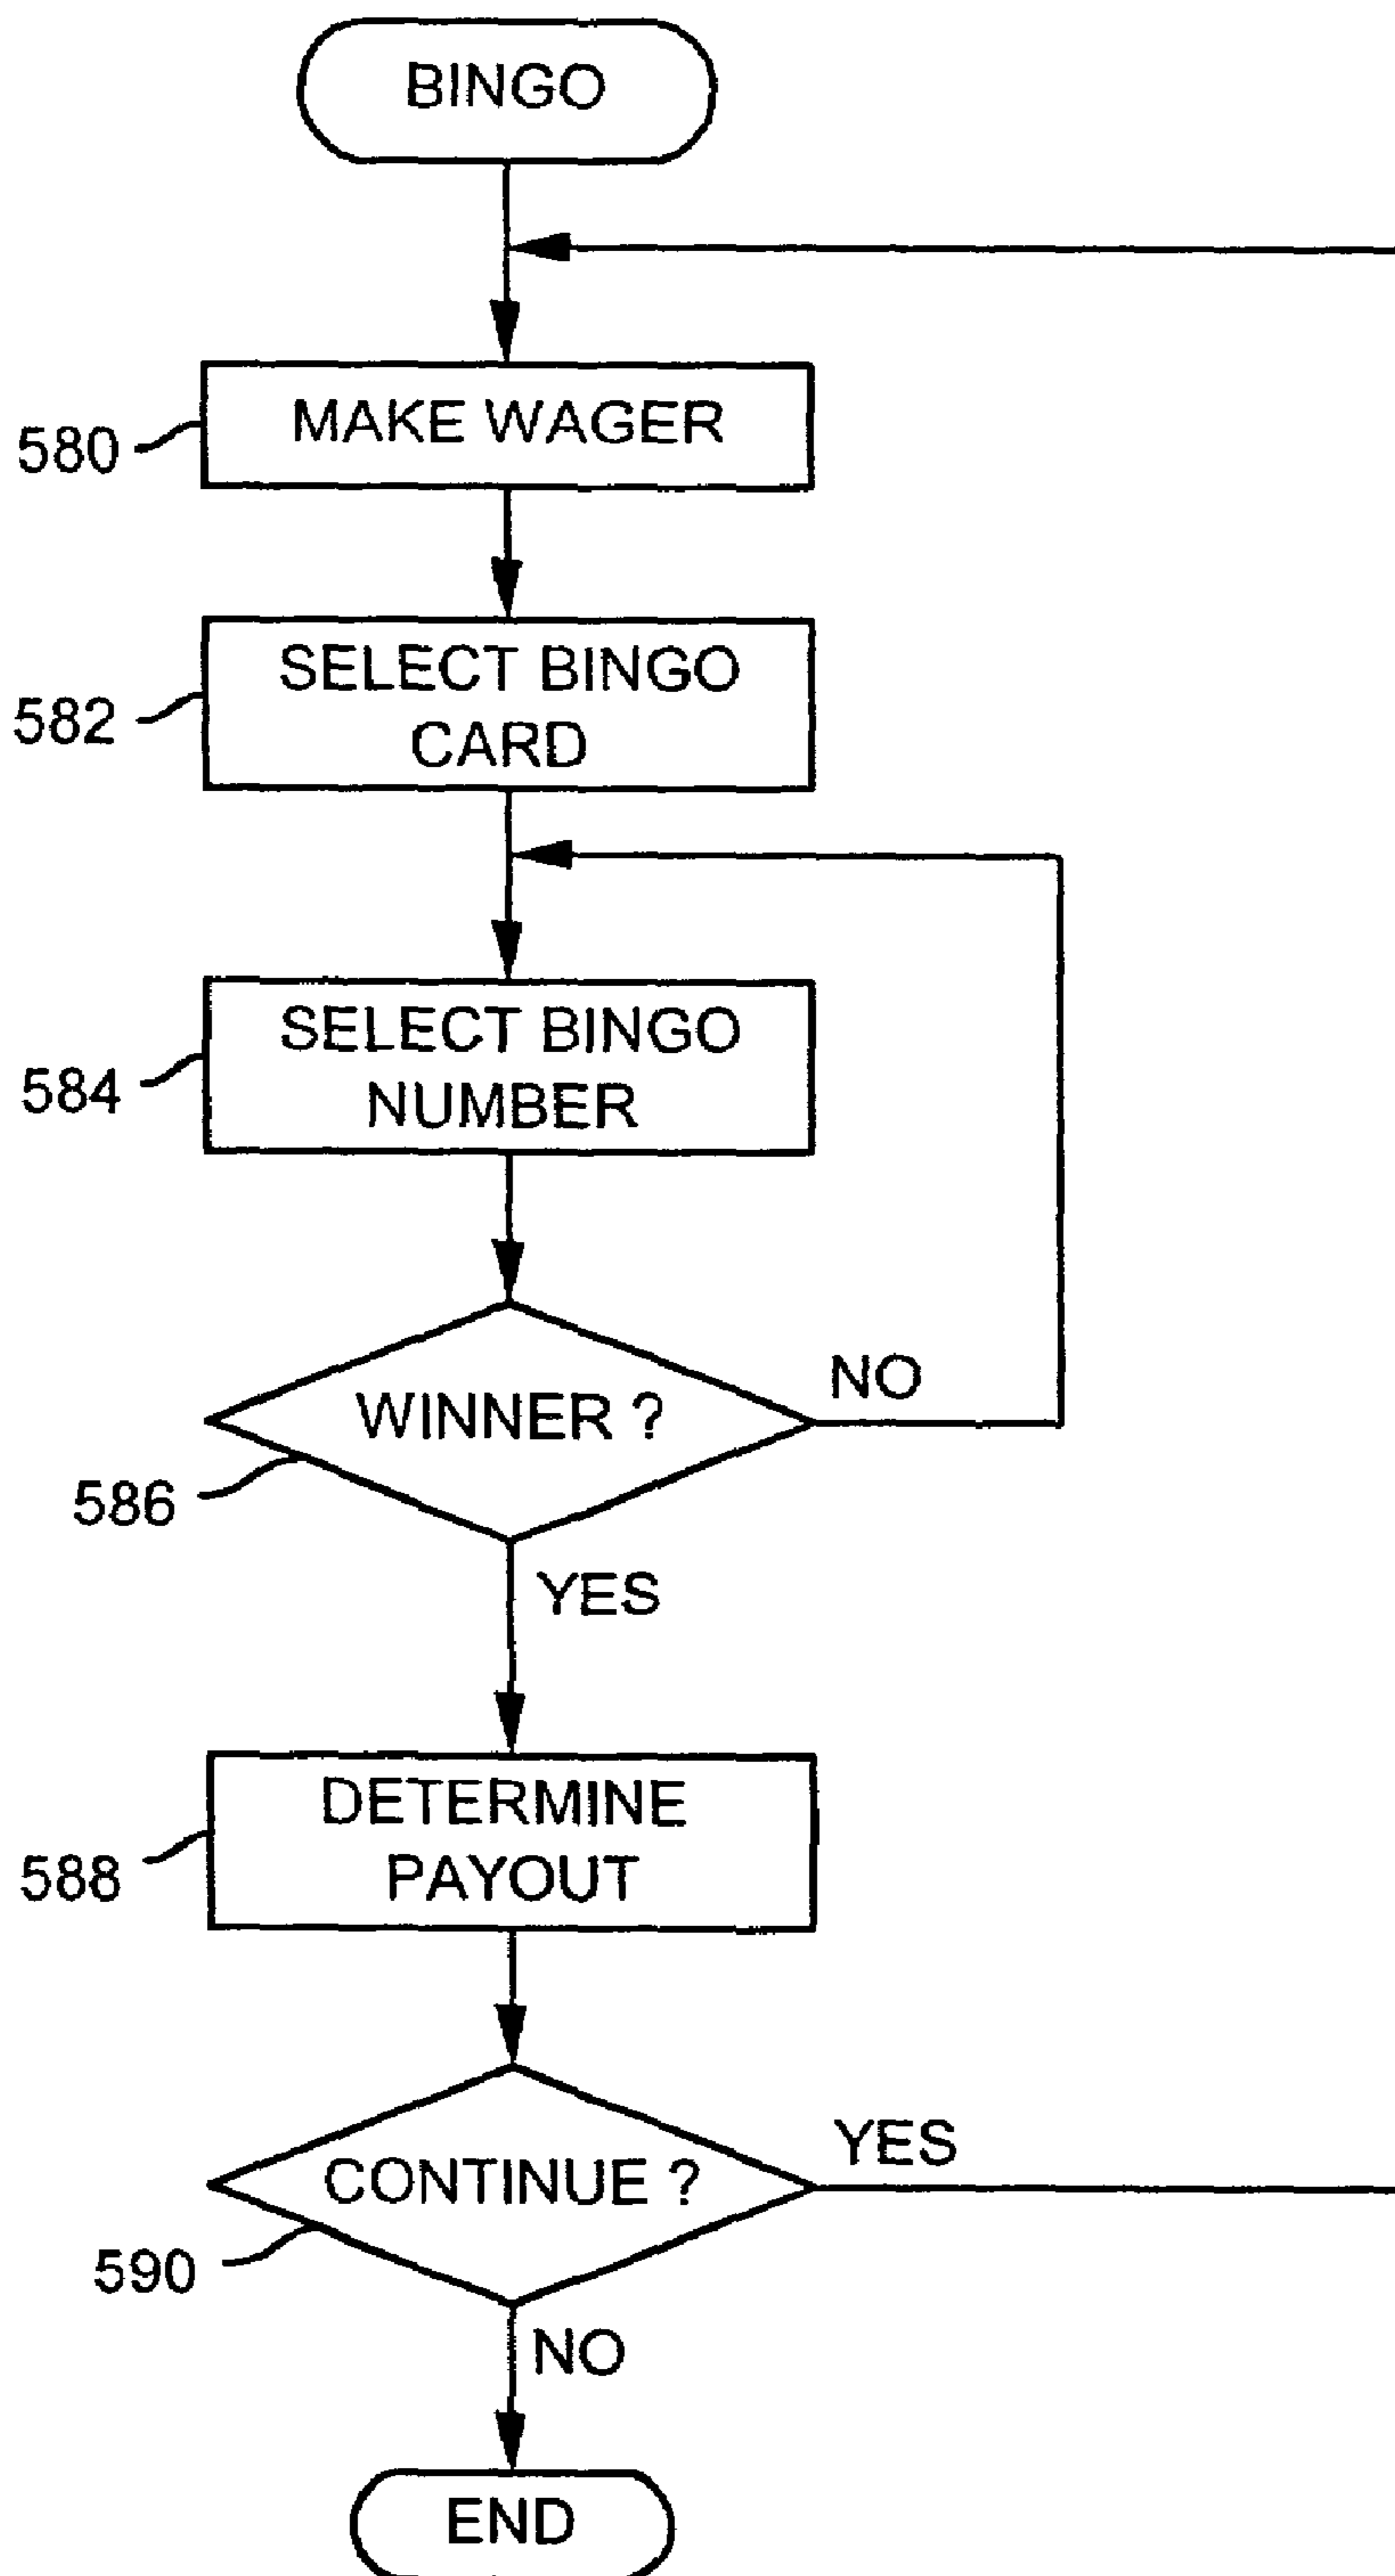 BINGO
MAKE WAGER
580
SELECT BINGO
CARD
582
SELECT BINGO
NUMBER
584
WINNER ?
NO
586
YES
DETERMINE
PAYOUT
588
CONTINUE ?
YES
590
NO
END